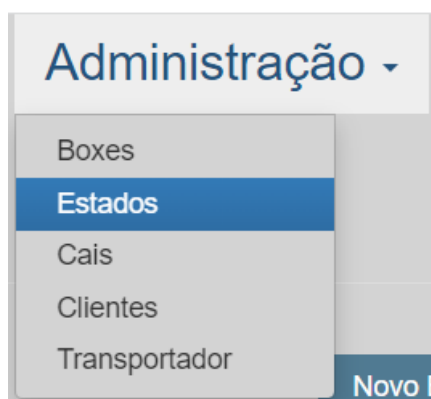 Administração
Boxes
Estados
Cais
Clientes
Transportador
Novo